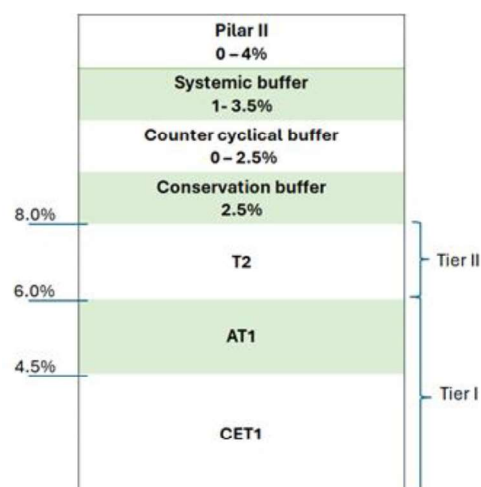 Pilar II
0 – 4%
Systemic buffer
1- 3.5%
Counter cyclical buffer
0 – 2.5%
Conservation buffer
2.5%
8.0%
T2
Tier II
6.0%
AT1
4.5%
Tier I
CET1